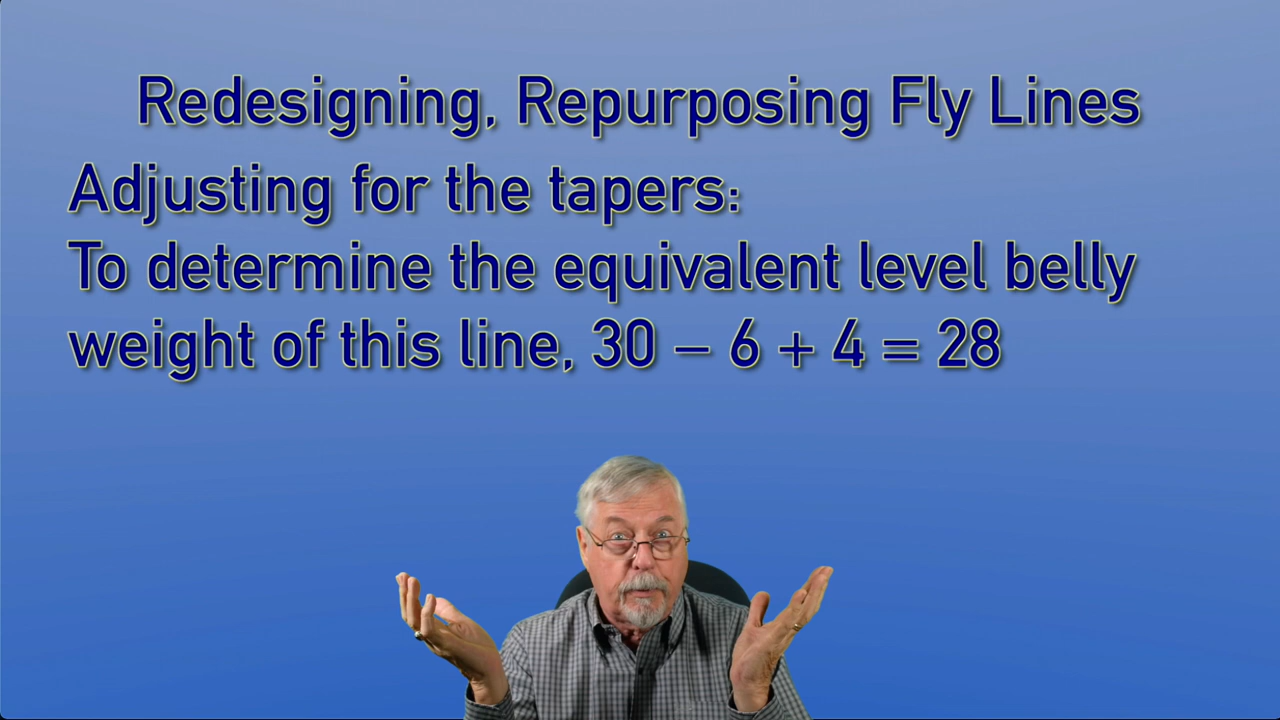 Redesigning, Repurposing Fly Lines
Adjusting for the tapers:
To determine the equivalent level belly
weight of this line, 30 – 6 + 4 = 28